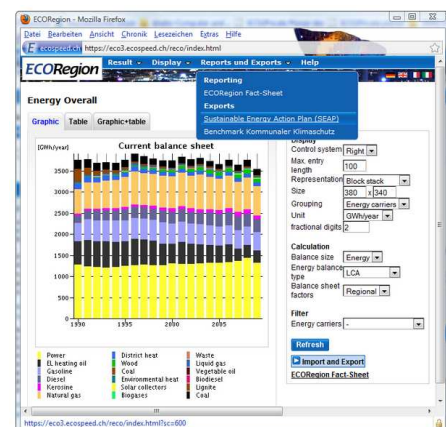 ECORegion - Mozilla Firefox
Datei Bearbeiten Ansicht Chronik Lesezeichen Extras Hilfe
ecospeed.ch https://eco3.ecospeed.ch/reco/index.html
ECORegion Result Display Reports und Exports Help
Reporting
ECORegion Fact-Sheet
Exports
Sustainable Energy Action Plan (SEAP)
Benchmark Kommunaler Klimaschutz
Energy Overall
Graphic Table Graphic+table
[GWh/year] Current balance sheet
3500
3000
2500
2000
1500
1000
500
0
1990 1995 2000 2005
Power District heat Waste
EL heating oil Wood Liquid gas
Gasoline Coal Vegetable oil
Diesel Environmental heat Biodiesel
Kerosine Solar collectors Lignite
Natural gas Biogases Coal
Display
Control system Right
Max. entry length 100
Representation Block stack
Size 380 x 340
Grouping Energy carriers
Unit GWh/year
fractional digits 2
Calculation
Balance size Energy
Energy balance type LCA
Balance sheet factors Regional
Filter
Energy carriers -
Refresh
Import and Export
ECORegion Fact-Sheet
https://eco3.ecospeed.ch/reco/index.html?sc=600